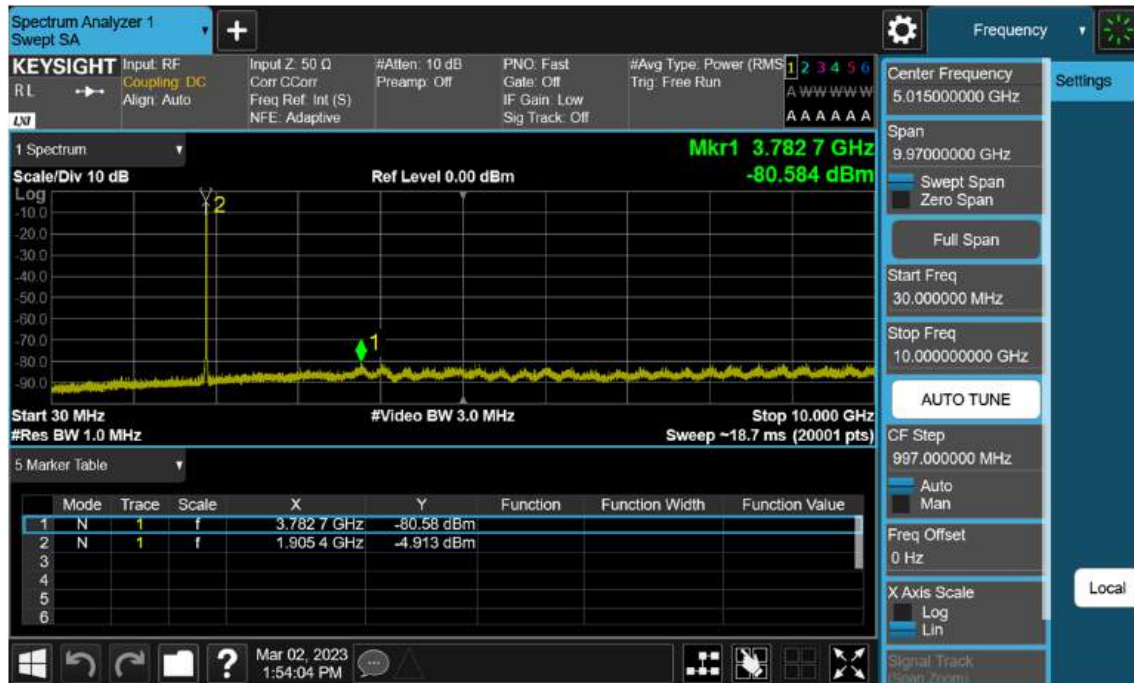 Spectrum Analyzer 1
Swept SA
Frequency
KEYSIGHT
RL
LXI
Input: RF
Coupling: DC
Align: Auto
Input Z: 50 Ω
Corr CCorr
Freq Ref: Int (S)
NFE: Adaptive
#Atten: 10 dB
Preamp: Off
PNO: Fast
Gate: Off
IF Gain: Low
Sig Track: Off
#Avg Type: Power (RMS
Trig: Free Run
1 2 3 4 5 6
A W W W W W
A A A A A A
1 Spectrum
Mkr1 3.782 7 GHz
Scale/Div 10 dB
Ref Level 0.00 dBm
-80.584 dBm
Log
-10.0
-20.0
-30.0
-40.0
-50.0
-60.0
-70.0
-80.0
-90.0
2
1
Start 30 MHz
#Video BW 3.0 MHz
Stop 10.000 GHz
#Res BW 1.0 MHz
Sweep ~18.7 ms (20001 pts)
5 Marker Table
Mode Trace Scale X Y Function Function Width Function Value
1 N 1 f 3.782 7 GHz -80.58 dBm
2 N 1 f 1.905 4 GHz -4.913 dBm
3
4
5
6
?
Mar 02, 2023
1:54:04 PM
Center Frequency
5.015000000 GHz
Settings
Span
9.97000000 GHz
Swept Span
Zero Span
Full Span
Start Freq
30.000000 MHz
Stop Freq
10.000000000 GHz
AUTO TUNE
CF Step
997.000000 MHz
Auto
Man
Freq Offset
0 Hz
X Axis Scale
Log
Lin
Local
Signal Track
(Span Zoom)